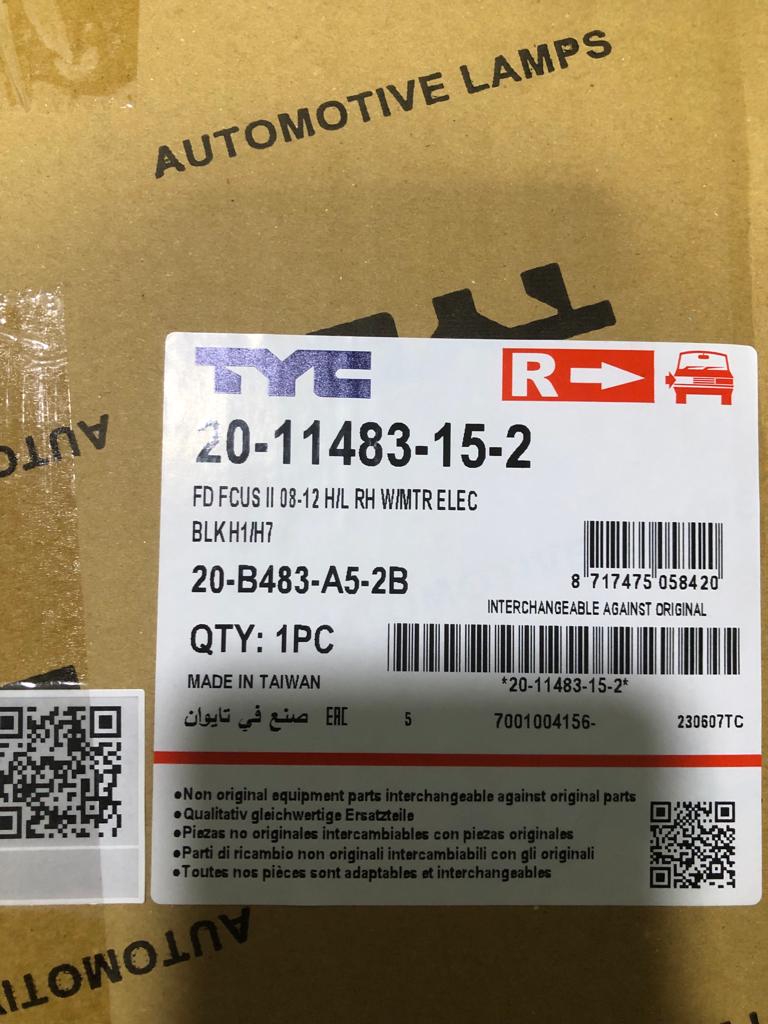 AUTOMOTIVE LAMPS
TYC
R
20-11483-15-2
FD FCUS II 08-12 H/L RH W/MTR ELEC
BLK H1/H7
8 717475 058420
20-B483-A5-2B
INTERCHANGEABLE AGAINST ORIGINAL
QTY: 1PC
*20-11483-15-2*
MADE IN TAIWAN
صنع في تايوان EAC 5 7001004156- 230607TC
•Non original equipment parts interchangeable against original parts
•Qualitativ gleichwertige Ersatzteile
•Piezas no originales intercambiables con piezas originales
•Parti di ricambio non originali intercambiabili con gli originali
•Toutes nos pièces sont adaptables et interchangeables
AUTO
AUTOMOTI